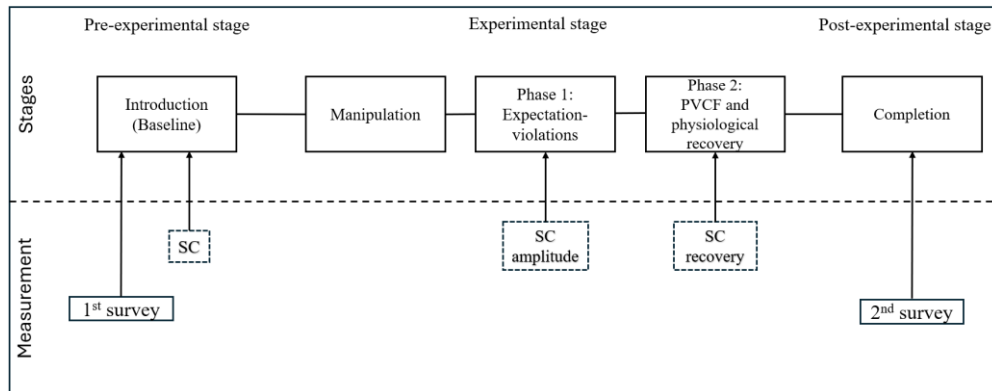 Pre-experimental stage
Experimental stage
Post-experimental stage
Stages
Introduction
(Baseline)
Manipulation
Phase 1:
Expectation-
violations
Phase 2:
PVCF and
physiological
recovery
Completion
Measurement
SC
SC
amplitude
SC
recovery
1st survey
2nd survey